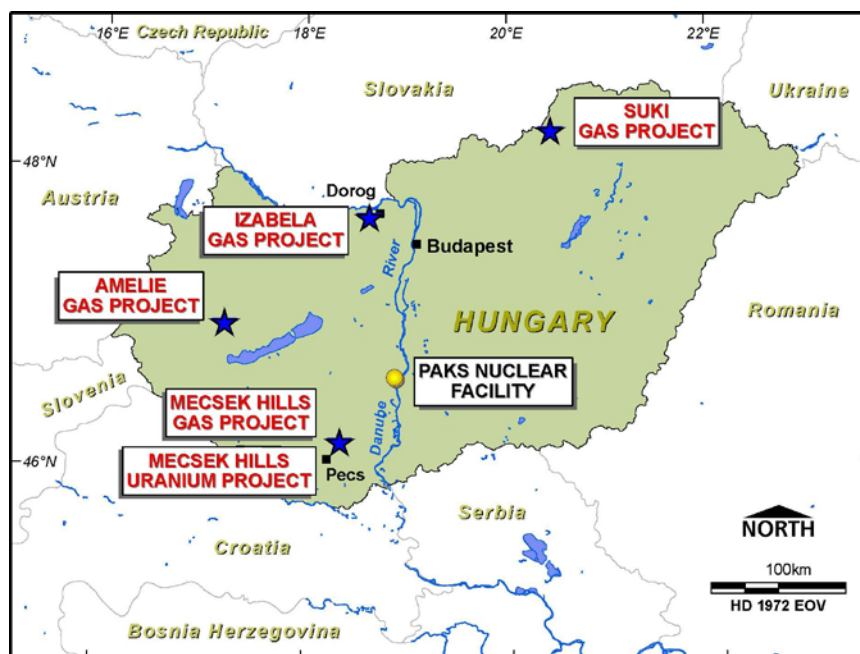 16°E
18°E
20°E
22°E
Czech Republic
Slovakia
Ukraine
SUKI
GAS PROJECT
48°N
Austria
Dorog
IZABELA
GAS PROJECT
River
Budapest
AMELIE
GAS PROJECT
HUNGARY
Romania
Slovenia
PAKS NUCLEAR
FACILITY
MECSEK HILLS
GAS PROJECT
Danube
46°N
MECSEK HILLS
URANIUM PROJECT
Pecs
Serbia
Croatia
NORTH
100km
HD 1972 EOV
Bosnia Herzegovina